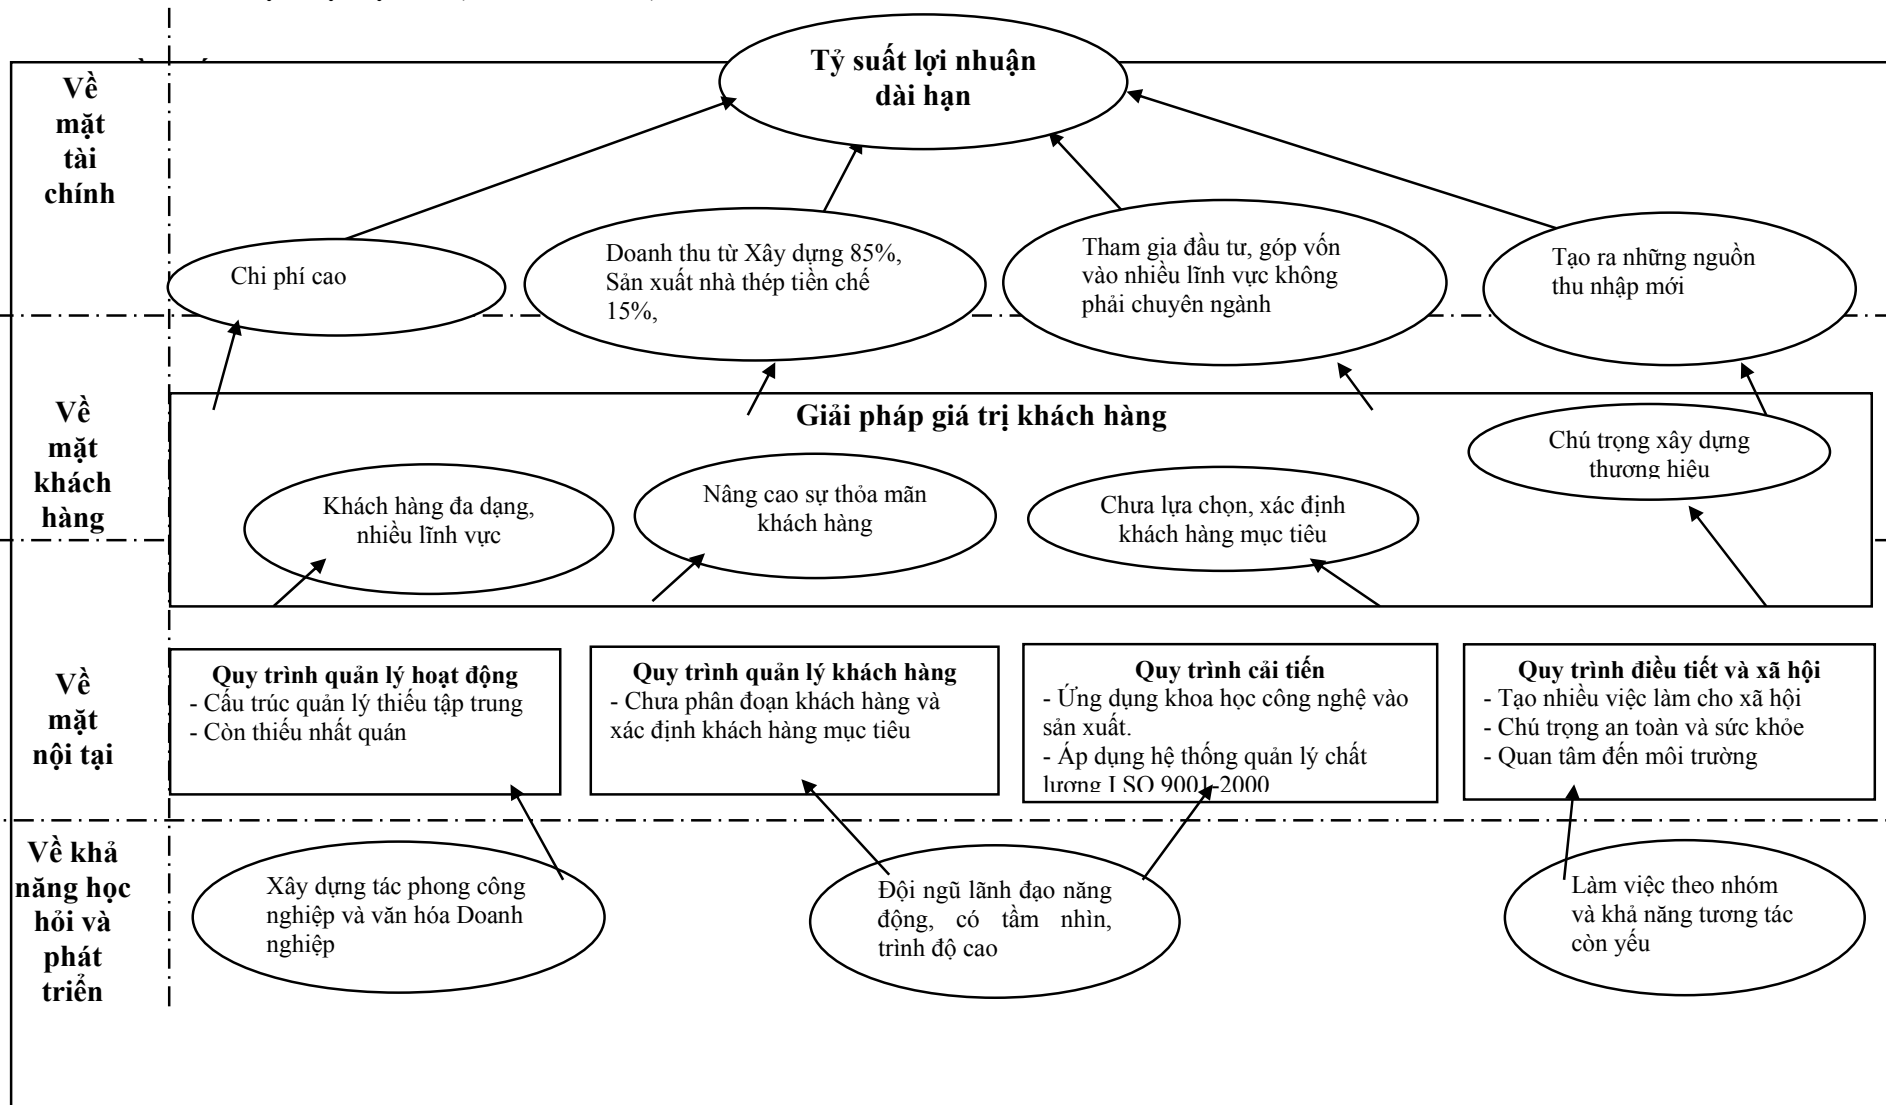 Tỷ suất lợi nhuận
dài hạn
Về
mặt
tài
chính
Chi phí cao
Doanh thu từ Xây dựng 85%,
Sản xuất nhà thép tiền chế
15%,
Tham gia đầu tư, góp vốn
vào nhiều lĩnh vực không
phải chuyên ngành
Tạo ra những nguồn
thu nhập mới
Về
mặt
khách
hàng
Giải pháp giá trị khách hàng
Khách hàng đa dạng,
nhiều lĩnh vực
Nâng cao sự thỏa mãn
khách hàng
Chưa lựa chọn, xác định
khách hàng mục tiêu
Chú trọng xây dựng
thương hiệu
Về
mặt
nội tại
Quy trình quản lý hoạt động
- Cấu trúc quản lý thiếu tập trung
- Còn thiếu nhất quán
Quy trình quản lý khách hàng
- Chưa phân đoạn khách hàng và
xác định khách hàng mục tiêu
Quy trình cải tiến
- Ứng dụng khoa học công nghệ vào
sản xuất.
- Áp dụng hệ thống quản lý chất
lượng I SO 9001-2000
Quy trình điều tiết và xã hội
- Tạo nhiều việc làm cho xã hội
- Chú trọng an toàn và sức khỏe
- Quan tâm đến môi trường
Về khả
năng học
hỏi và
phát
triển
Xây dựng tác phong công
nghiệp và văn hóa Doanh
nghiệp
Đội ngũ lãnh đạo năng
động, có tầm nhìn,
trình độ cao
Làm việc theo nhóm
và khả năng tương tác
còn yếu